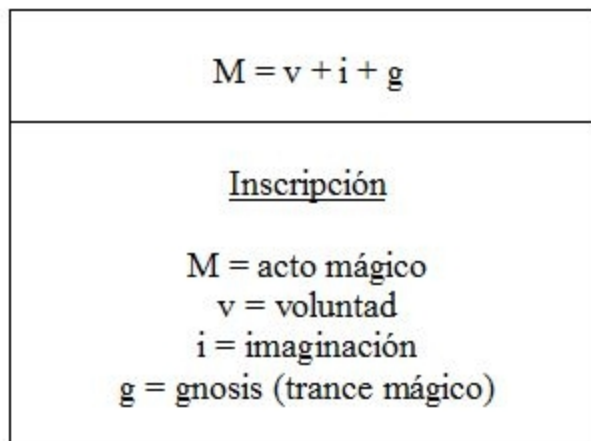 M = v + i + g
Inscripción
M = acto mágico
v = voluntad
i = imaginación
g = gnosis (trance mágico)